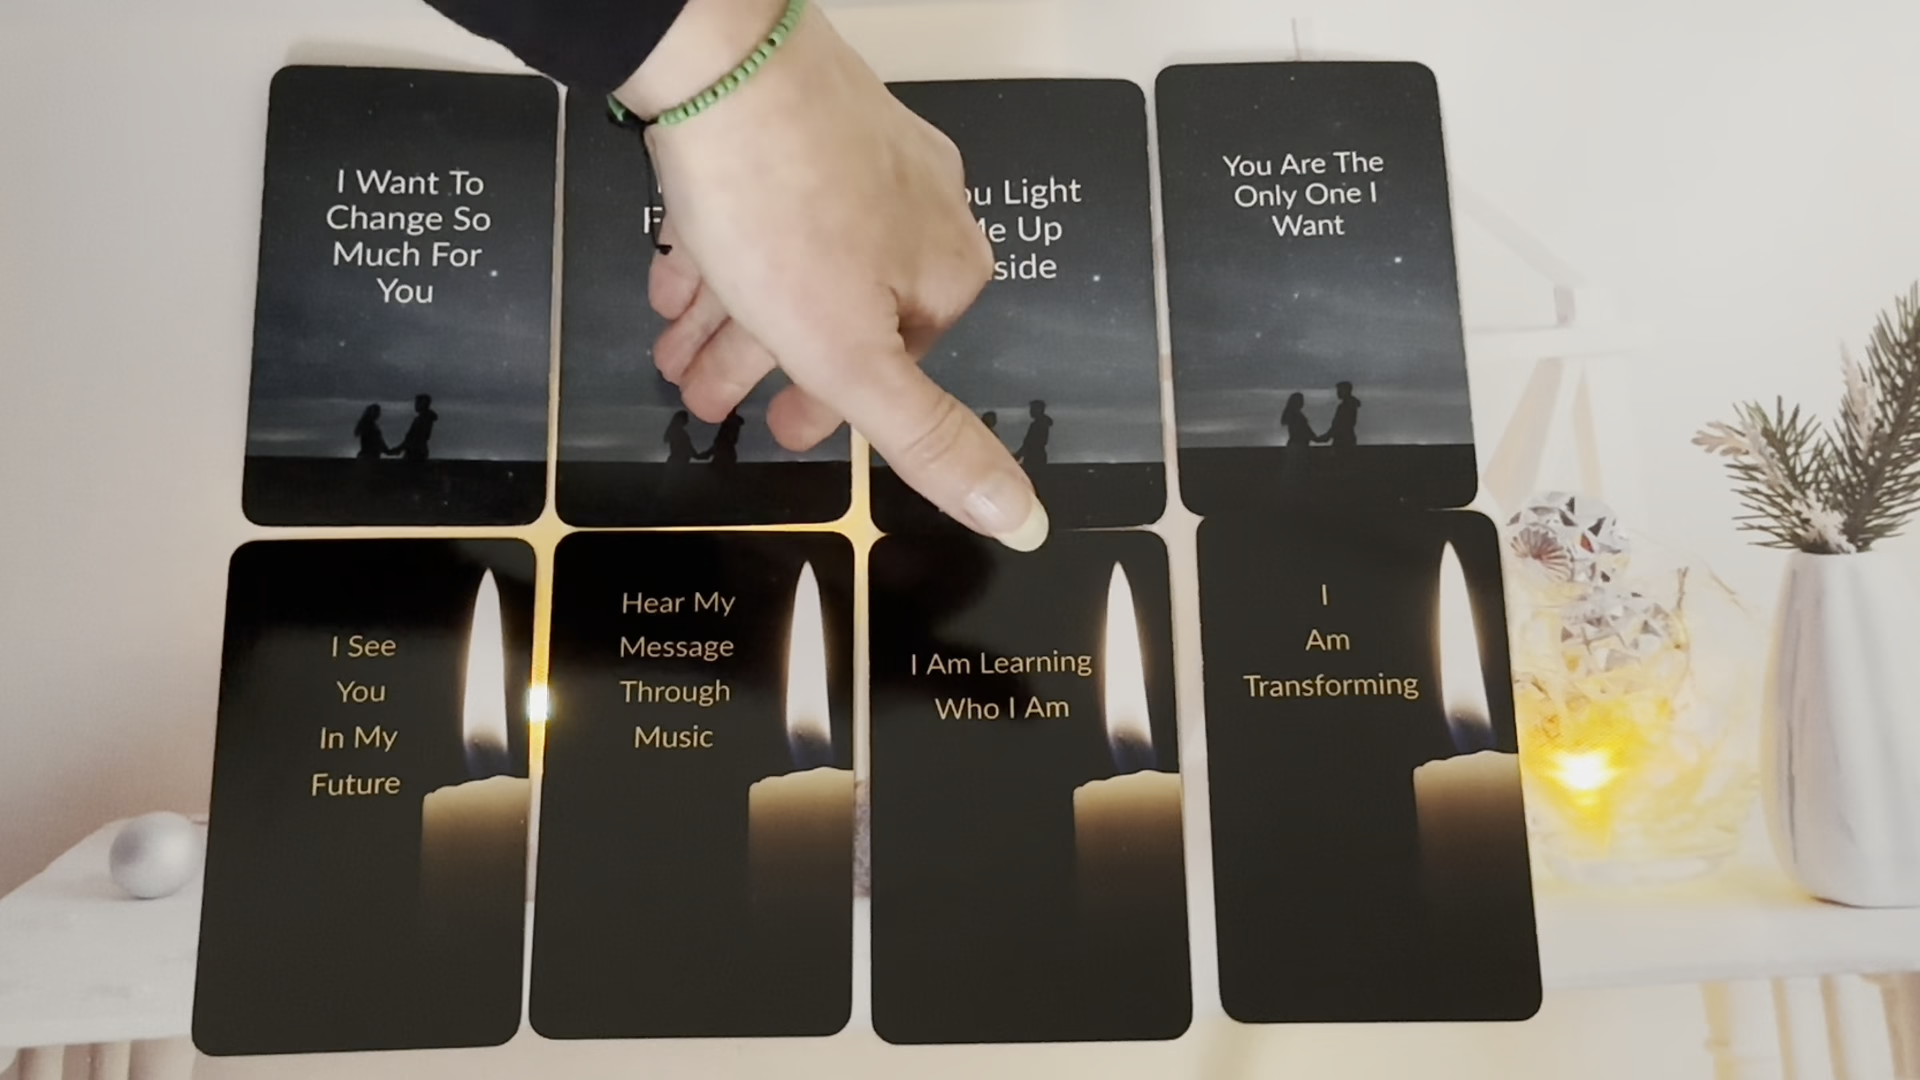 I Want To
Change So
Much For
You
ou Light
e Up
side
You Are The
Only One I
Want
I See
You
In My
Future
Hear My
Message
Through
Music
I Am Learning
Who I Am
I
Am
Transforming